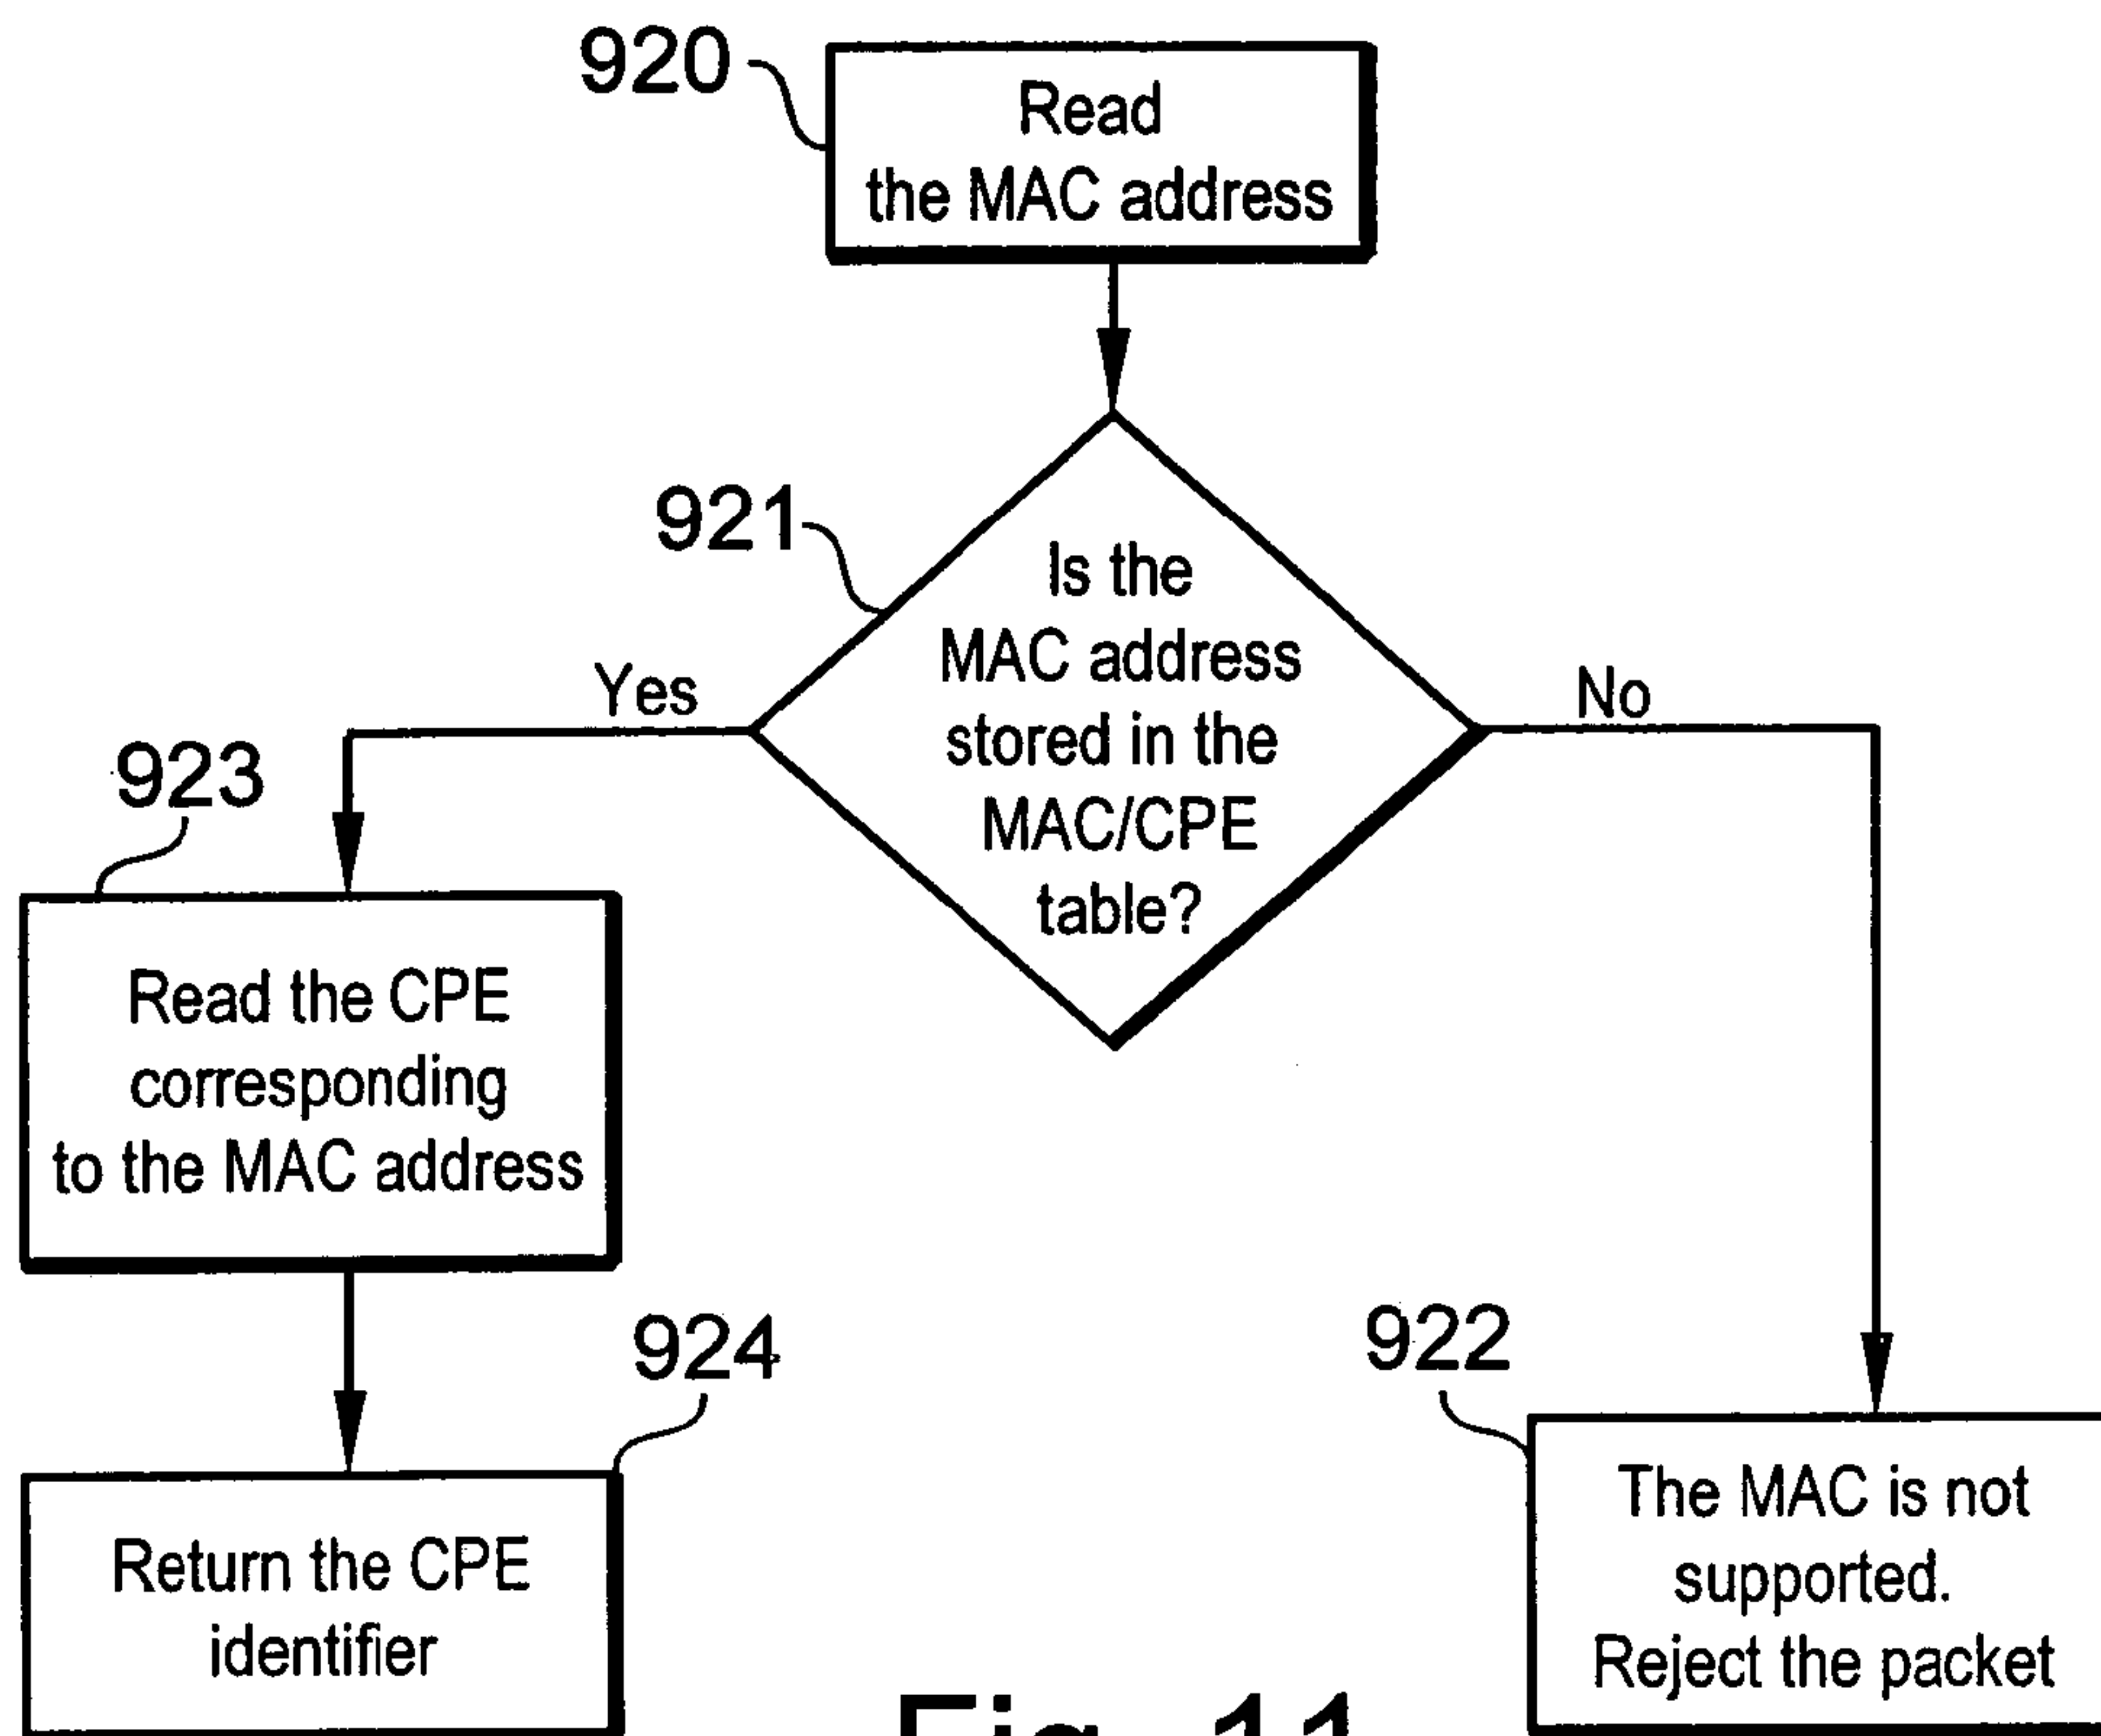 920
Read
the MAC address
921
Is the
MAC address
stored in the
MAC/CPE
table?
Yes
No
923
Read the CPE
corresponding
to the MAC address
924
Return the CPE
identifier
922
The MAC is not
supported.
Reject the packet
Fig. 11